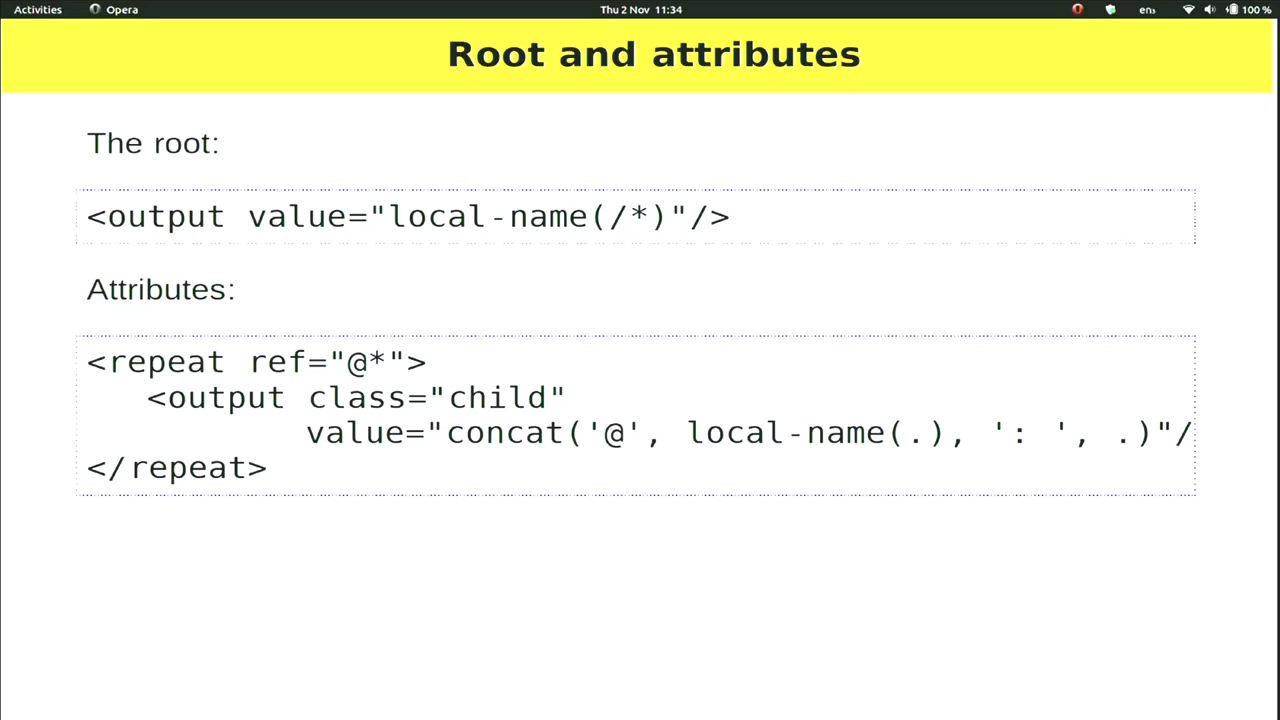 Activities Opera Thu 2 Nov 11:34 en₃ 100 %
Root and attributes
The root:
<output value="local-name(/*)"/>
Attributes:
<repeat ref="@*">
<output class="child"
value="concat('@', local-name(.), ': ', .)"/
</repeat>